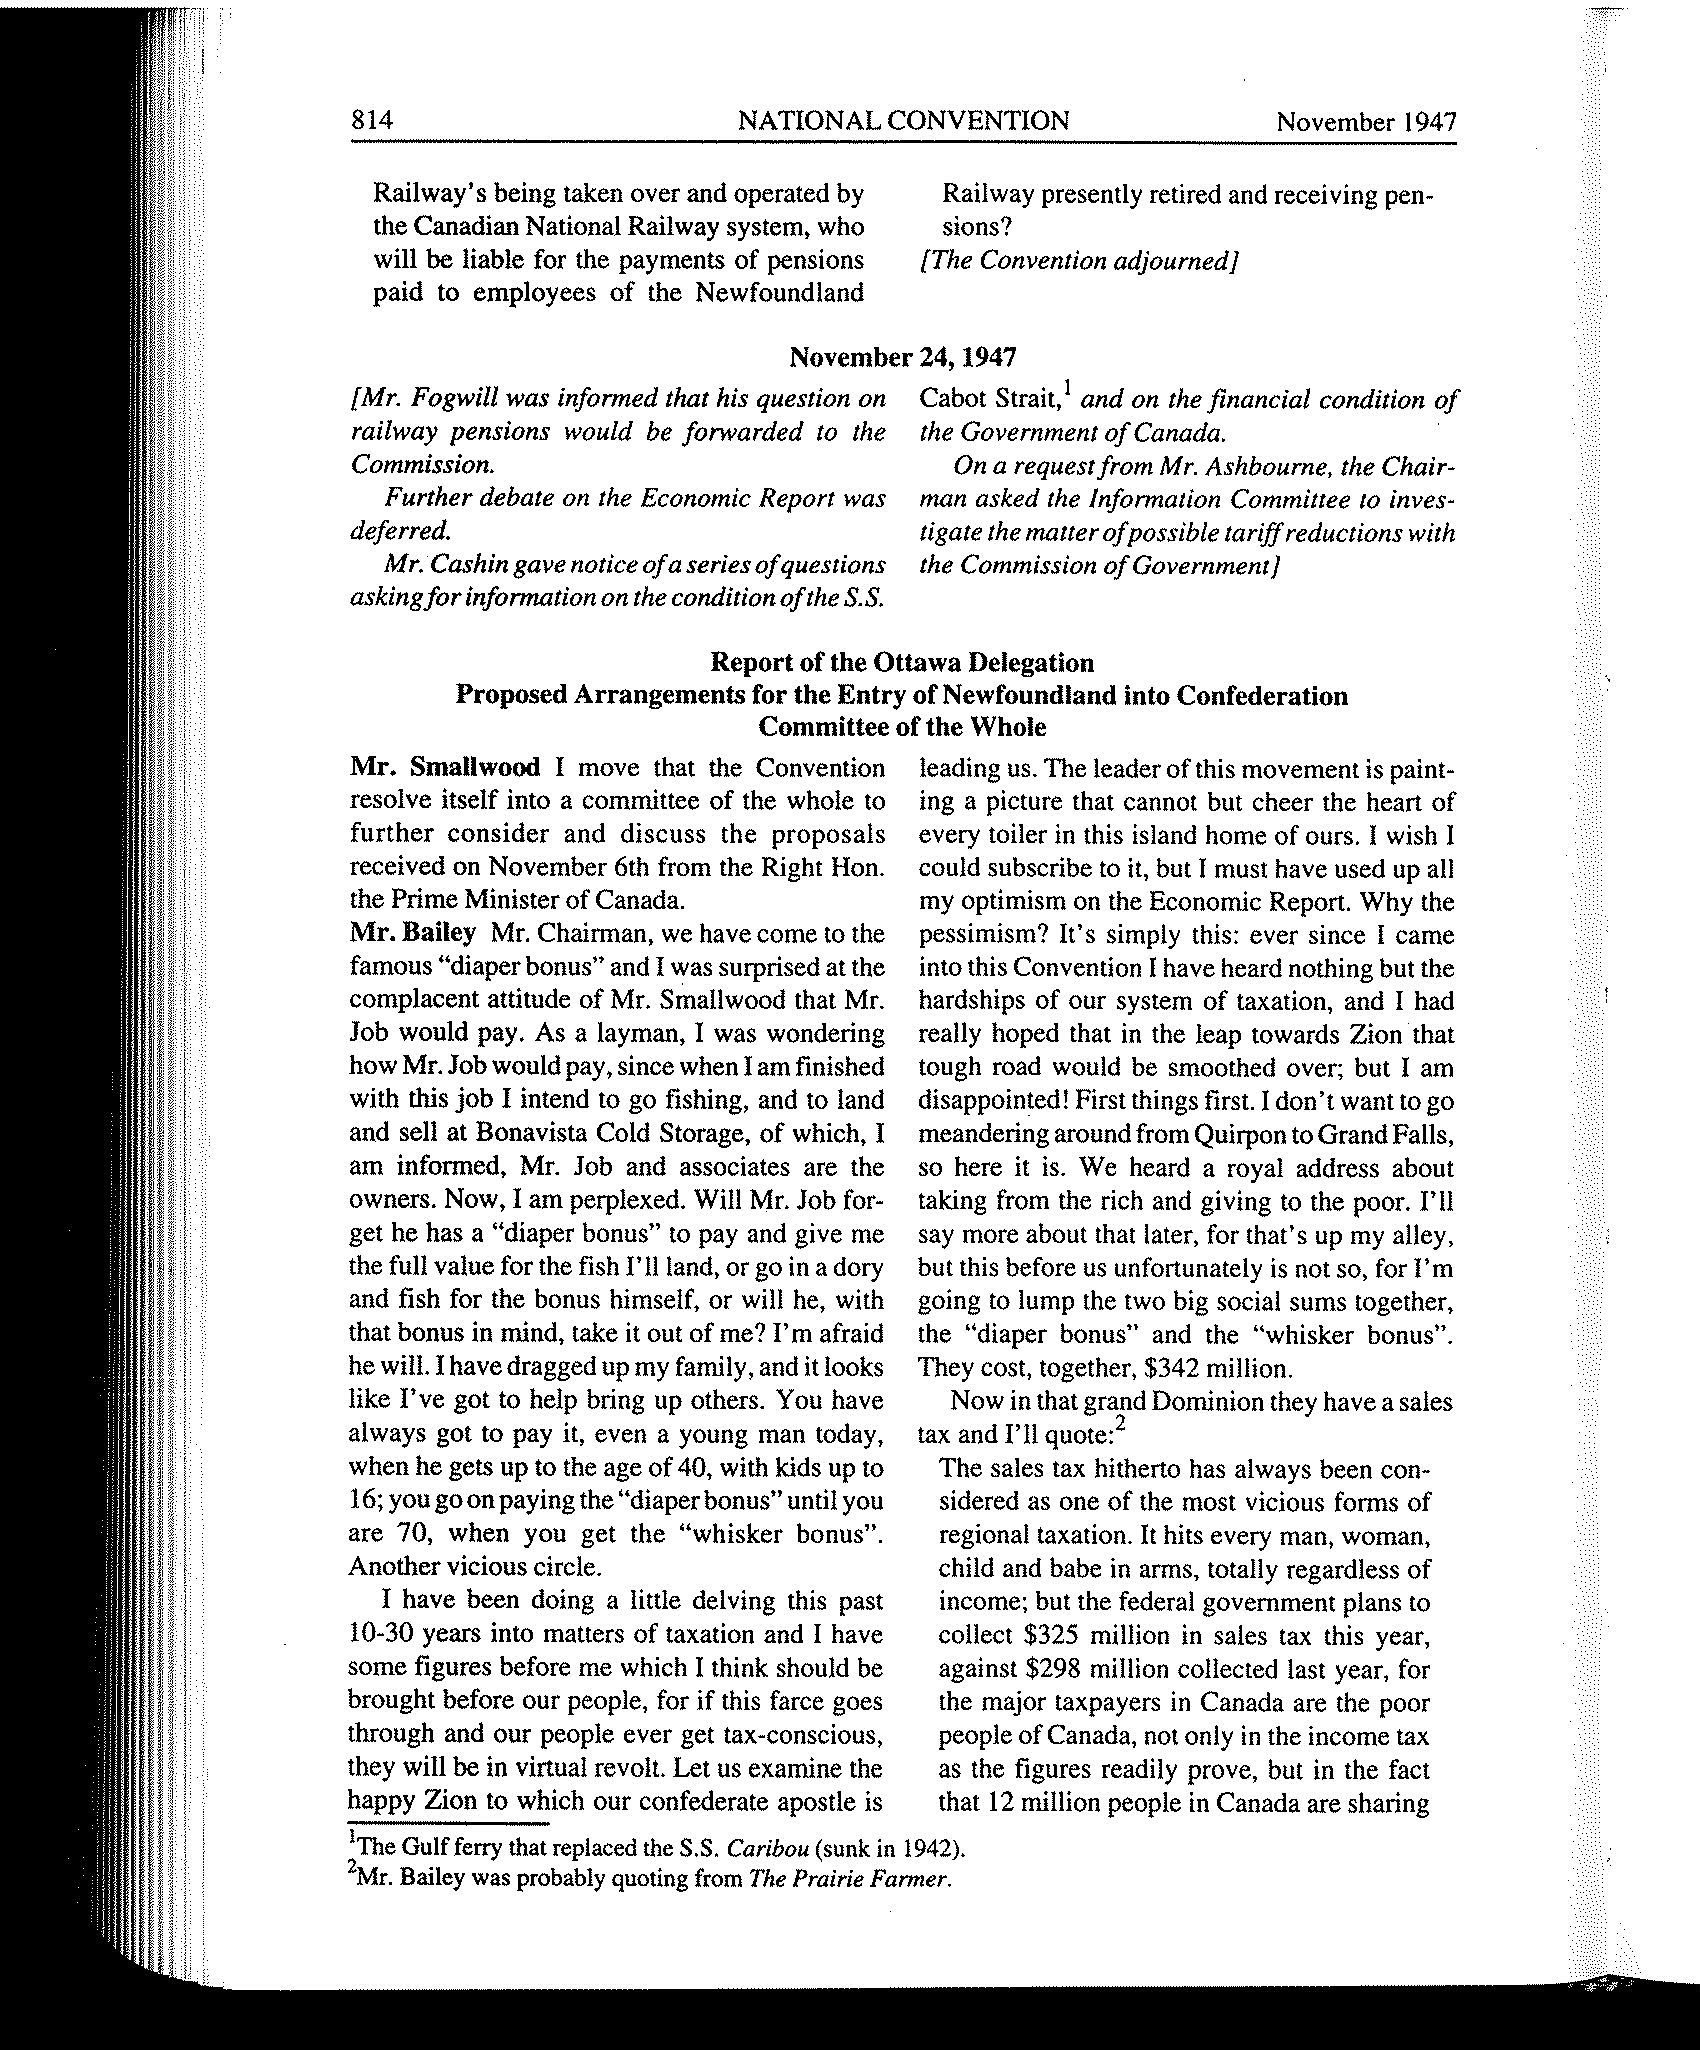 814 NATIONAL CONVENTION November 1947
Railway's being taken over and operated by
the Canadian National Railway system, who
will be liable for the payments of pensions
paid to employees of the Newfoundland
Railway presently retired and receiving pen-
sions?
[The Convention adjourned]
November 24, 1947
[Mr. Fogwill was informed that his question on
railway pensions would be forwarded to the
Commission.
Further debate on the Economic Report was
deferred.
Mr. Cashin gave notice of a series of questions
asking for information on the condition of the S.S.
Cabot Strait,1 and on the financial condition of
the Government of Canada.
On a request from Mr. Ashbourne, the Chair-
man asked the Information Committee to inves-
tigate the matter of possible tariff reductions with
the Commission of Government]
Report of the Ottawa Delegation
Proposed Arrangements for the Entry of Newfoundland into Confederation
Committee of the Whole
Mr. Smallwood I move that the Convention
resolve itself into a committee of the whole to
further consider and discuss the proposals
received on November 6th from the Right Hon.
the Prime Minister of Canada.
Mr. Bailey Mr. Chairman, we have come to the
famous "diaper bonus" and I was surprised at the
complacent attitude of Mr. Smallwood that Mr.
Job would pay. As a layman, I was wondering
how Mr. Job would pay, since when I am finished
with this job I intend to go fishing, and to land
and sell at Bonavista Cold Storage, of which, I
am informed, Mr. Job and associates are the
owners. Now, I am perplexed. Will Mr. Job for-
get he has a "diaper bonus" to pay and give me
the full value for the fish I'll land, or go in a dory
and fish for the bonus himself, or will he, with
that bonus in mind, take it out of me? I'm afraid
he will. I have dragged up my family, and it looks
like I've got to help bring up others. You have
always got to pay it, even a young man today,
when he gets up to the age of 40, with kids up to
16; you go on paying the "diaper bonus" until you
are 70, when you get the "whisker bonus".
Another vicious circle.
I have been doing a little delving this past
10-30 years into matters of taxation and I have
some figures before me which I think should be
brought before our people, for if this farce goes
through and our people ever get tax-conscious,
they will be in virtual revolt. Let us examine the
happy Zion to which our confederate apostle is
leading us. The leader of this movement is paint-
ing a picture that cannot but cheer the heart of
every toiler in this island home of ours. I wish I
could subscribe to it, but I must have used up all
my optimism on the Economic Report. Why the
pessimism? It's simply this: ever since I came
into this Convention I have heard nothing but the
hardships of our system of taxation, and I had
really hoped that in the leap towards Zion that
tough road would be smoothed over; but I am
disappointed! First things first. I don't want to go
meandering around from Quirpon to Grand Falls,
so here it is. We heard a royal address about
taking from the rich and giving to the poor. I'll
say more about that later, for that's up my alley,
but this before us unfortunately is not so, for I'm
going to lump the two big social sums together,
the "diaper bonus" and the "whisker bonus".
They cost, together, $342 million.
Now in that grand Dominion they have a sales
tax and I'll quote:2
The sales tax hitherto has always been con-
sidered as one of the most vicious forms of
regional taxation. It hits every man, woman,
child and babe in arms, totally regardless of
income; but the federal government plans to
collect $325 million in sales tax this year,
against $298 million collected last year, for
the major taxpayers in Canada are the poor
people of Canada, not only in the income tax
as the figures readily prove, but in the fact
that 12 million people in Canada are sharing
1The Gulf ferry that replaced the S.S. Caribou (sunk in 1942).
2Mr. Bailey was probably quoting from The Prairie Farmer.